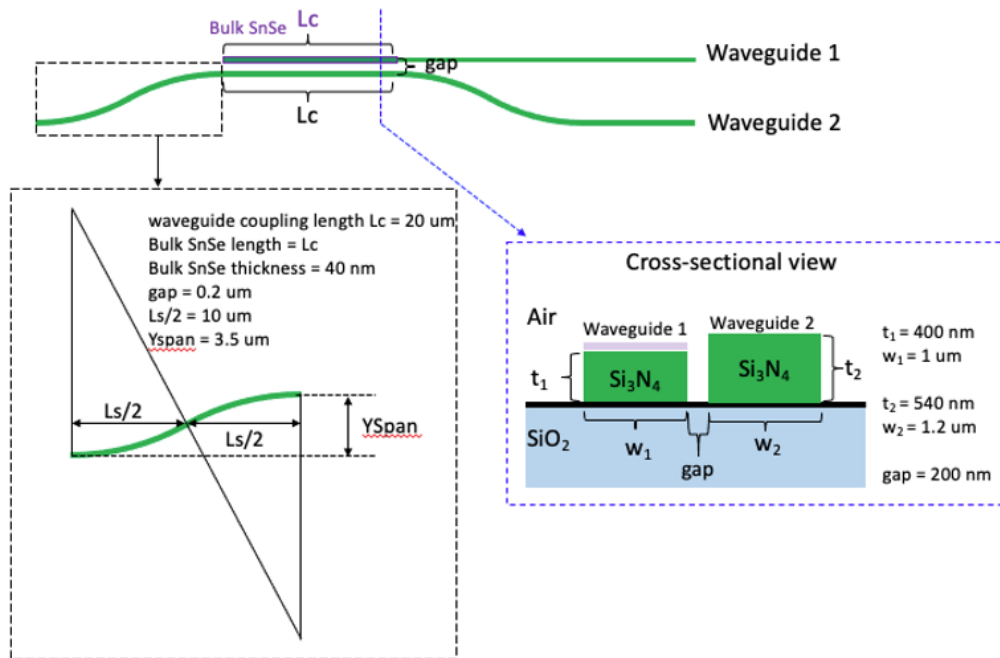 Bulk SnSe
Lc
gap
Waveguide 1
Lc
Waveguide 2
waveguide coupling length Lc = 20 um
Bulk SnSe length = Lc
Bulk SnSe thickness = 40 nm
gap = 0.2 um
Ls/2 = 10 um
Yspan = 3.5 um
Ls/2
Ls/2
YSpan
Cross-sectional view
Air
Waveguide 1
Waveguide 2
t₁
Si₃N₄
Si₃N₄
t₂
SiO₂
w₁
gap
w₂
t₁ = 400 nm
w₁ = 1 um
t₂ = 540 nm
w₂ = 1.2 um
gap = 200 nm